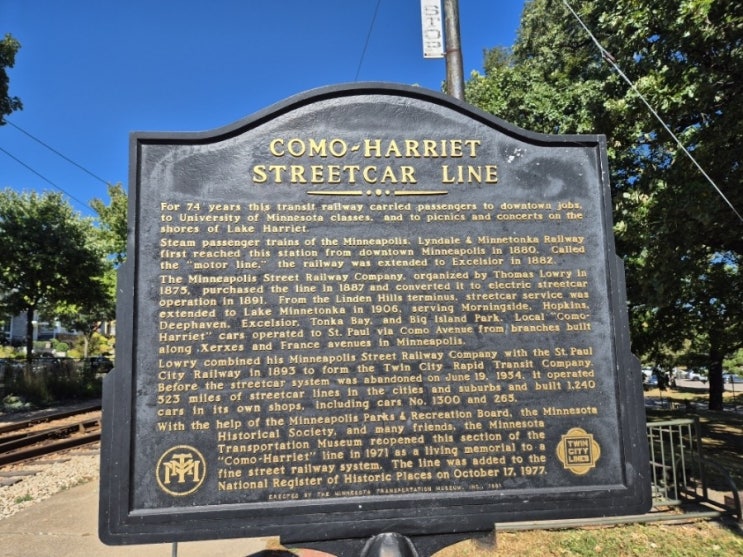 STOP
COMO-HARRIET
STREETCAR LINE
For 74 years this transit railway carried passengers to downtown jobs,
to University of Minnesota classes, and to picnics and concerts on the
shores of Lake Harriet.
Steam passenger trains of the Minneapolis, Lyndale & Minnetonka Railway
first reached this station from downtown Minneapolis in 1880. Called
the "motor line," the railway was extended to Excelsior in 1882.
The Minneapolis Street Railway Company, organized by Thomas Lowry in
1875, purchased the line in 1887 and converted it to electric streetcar
operation in 1891. From the Linden Hills terminus, streetcar service was
extended to Lake Minnetonka in 1906, serving Morningside, Hopkins,
Deephaven, Excelsior, Tonka Bay, and Big Island Park. Local "Como-
Harriet" cars operated to St. Paul via Como Avenue from branches built
along Xerxes and France avenues in Minneapolis.
Lowry combined his Minneapolis Street Railway Company with the St. Paul
City Railway in 1893 to form the Twin City Rapid Transit Company.
Before the streetcar system was abandoned on June 19, 1954, it operated
523 miles of streetcar lines in the cities and suburbs and built 1,240
cars in its own shops, including cars No. 1300 and 265.
With the help of the Minneapolis Parks & Recreation Board, the Minnesota
Historical Society, and many friends, the Minnesota
Transportation Museum reopened this section of the
"Como-Harriet" line in 1971 as a living memorial to a
fine street railway system. The line was added to the
National Register of Historic Places on October 17, 1977.
MTM
TWIN
CITY
LINES
ERECTED BY THE MINNESOTA TRANSPORTATION MUSEUM, INC.,